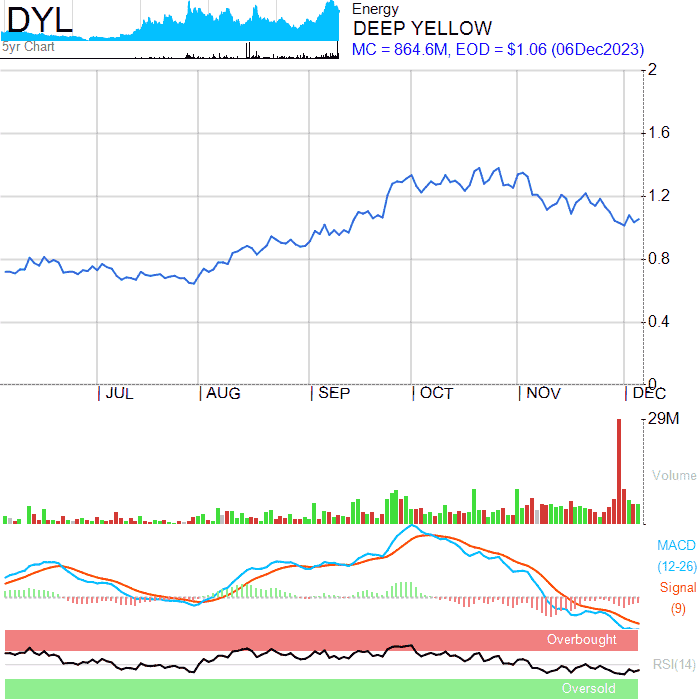 DYL
5yr Chart
Energy
DEEP YELLOW
MC = 864.6M, EOD = $1.06 (06Dec2023)
2
1.6
1.2
0.8
0.4
0
JUL
AUG
SEP
OCT
NOV
DEC
29M
Volume
MACD
(12-26)
Signal
(9)
Overbought
RSI(14)
Oversold